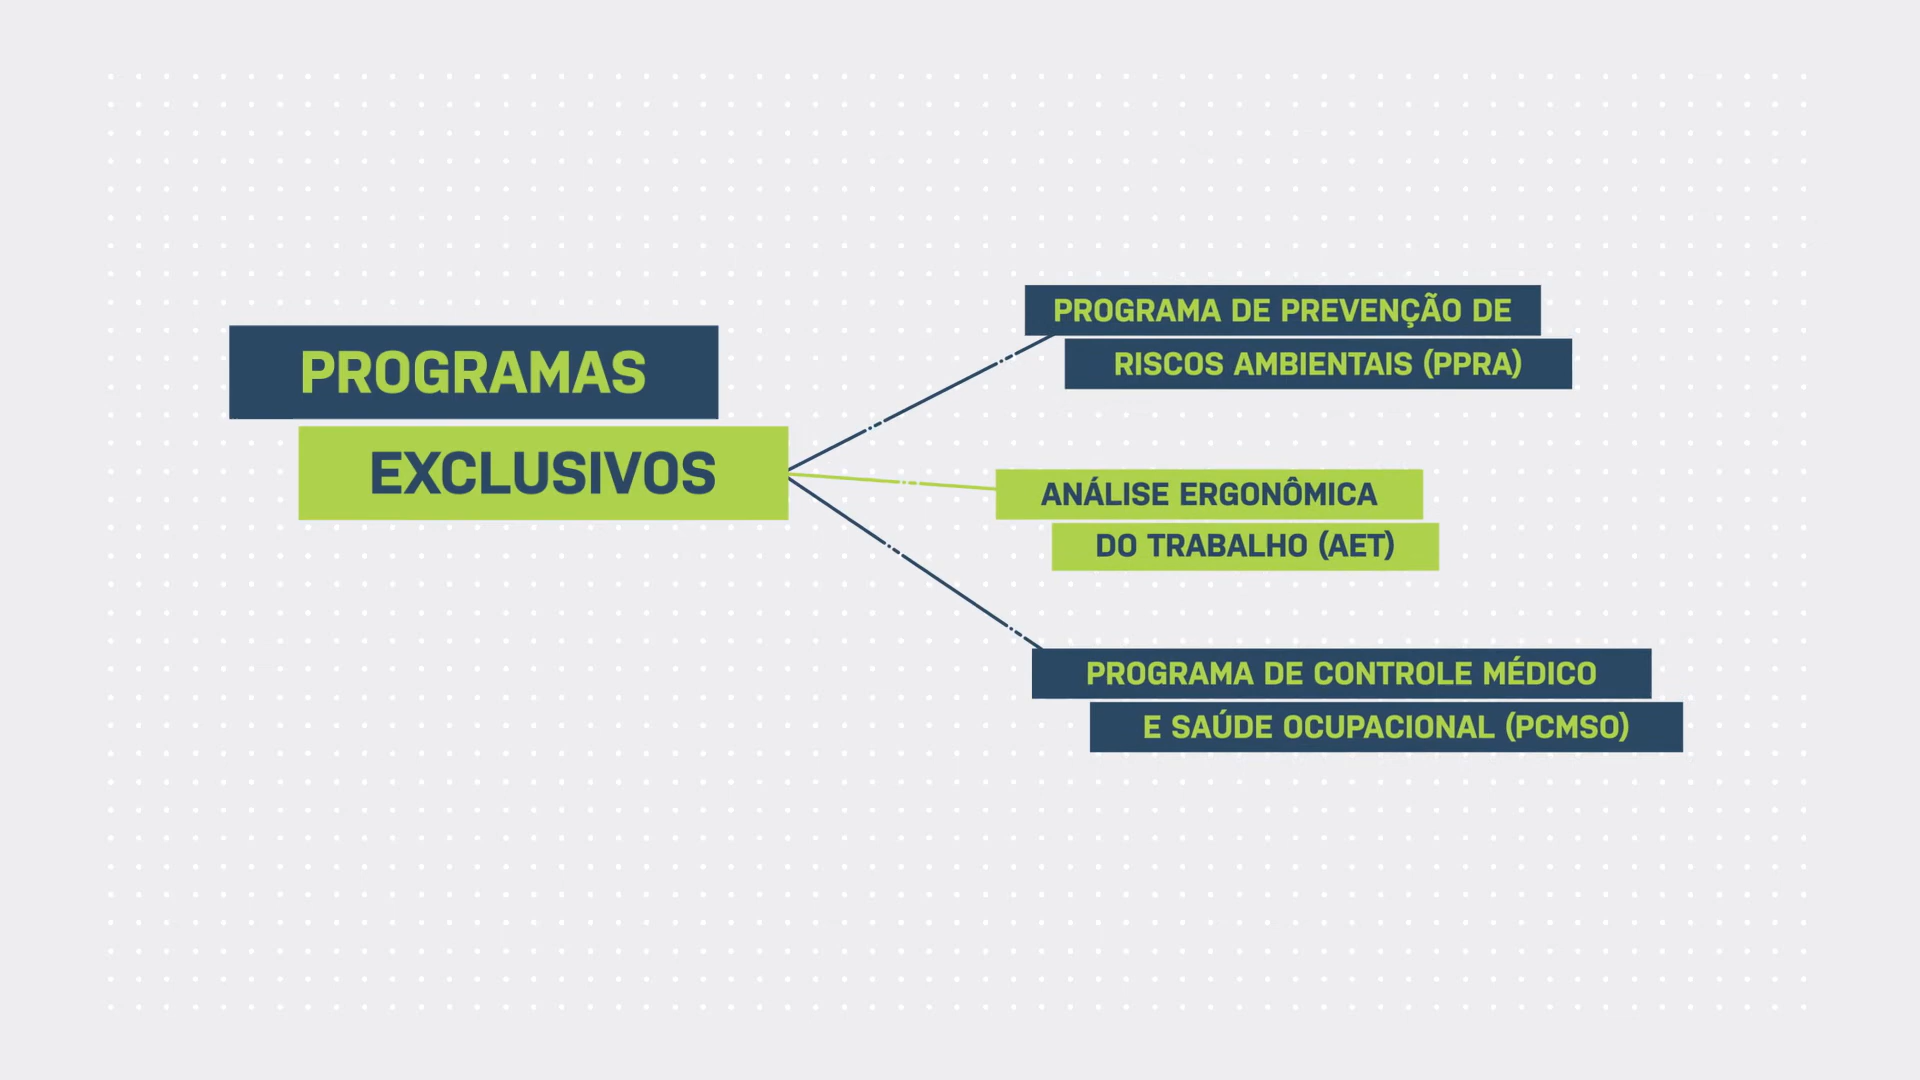 PROGRAMAS
EXCLUSIVOS
PROGRAMA DE PREVENÇÃO DE
RISCOS AMBIENTAIS (PPRA)
ANÁLISE ERGONÔMICA
DO TRABALHO (AET)
PROGRAMA DE CONTROLE MÉDICO
E SAÚDE OCUPACIONAL (PCMSO)